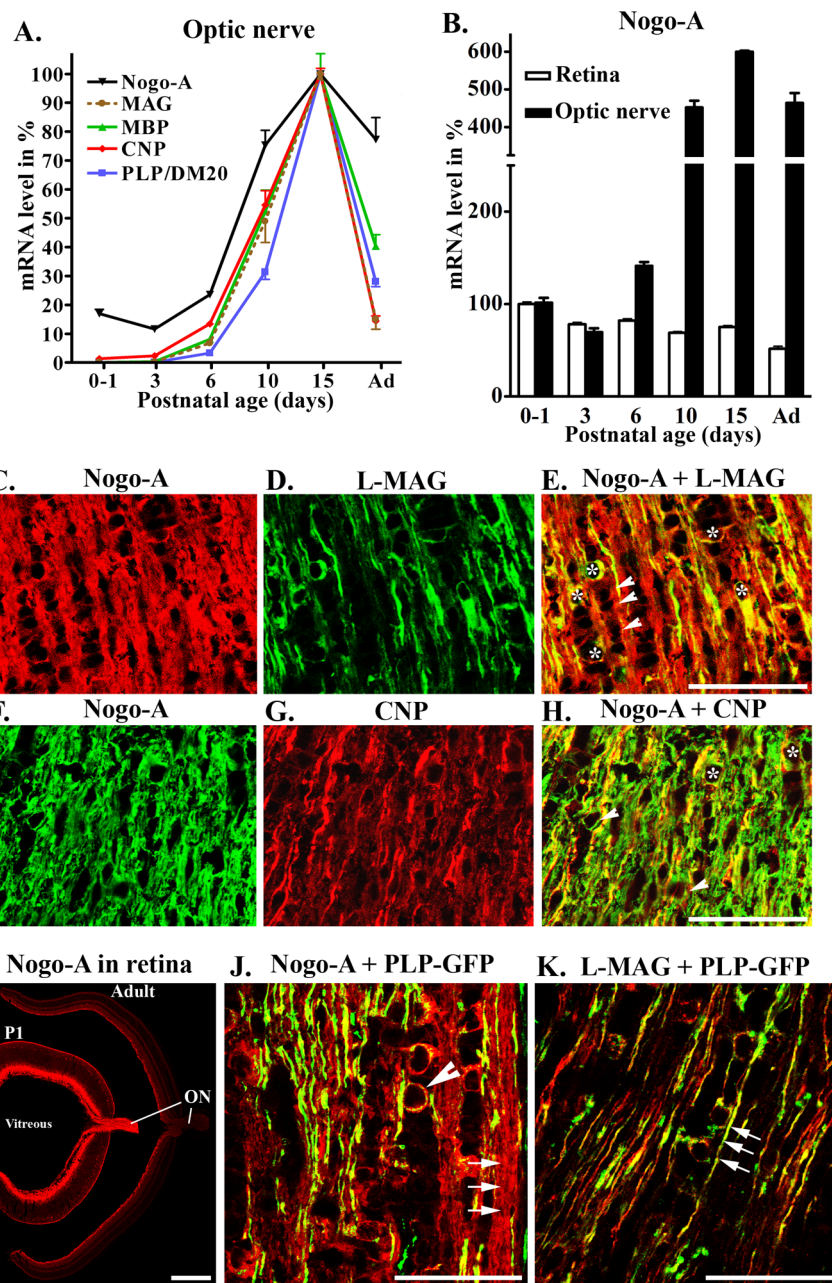 A.
Optic nerve
mRNA level in %
100
90
80
70
60
50
40
30
20
10
0
Nogo-A
MAG
MBP
CNP
PLP/DM20
0-1 3 6 10 15 Ad
Postnatal age (days)
B.
Nogo-A
mRNA level in %
600
500
400
200
100
0
Retina
Optic nerve
0-1 3 6 10 15 Ad
Postnatal age (days)
C. Nogo-A
D. L-MAG
E. Nogo-A + L-MAG
* * * * *
F. Nogo-A
G. CNP
H. Nogo-A + CNP
* *
Nogo-A in retina
Adult
P1
ON
Vitreous
J. Nogo-A + PLP-GFP
K. L-MAG + PLP-GFP